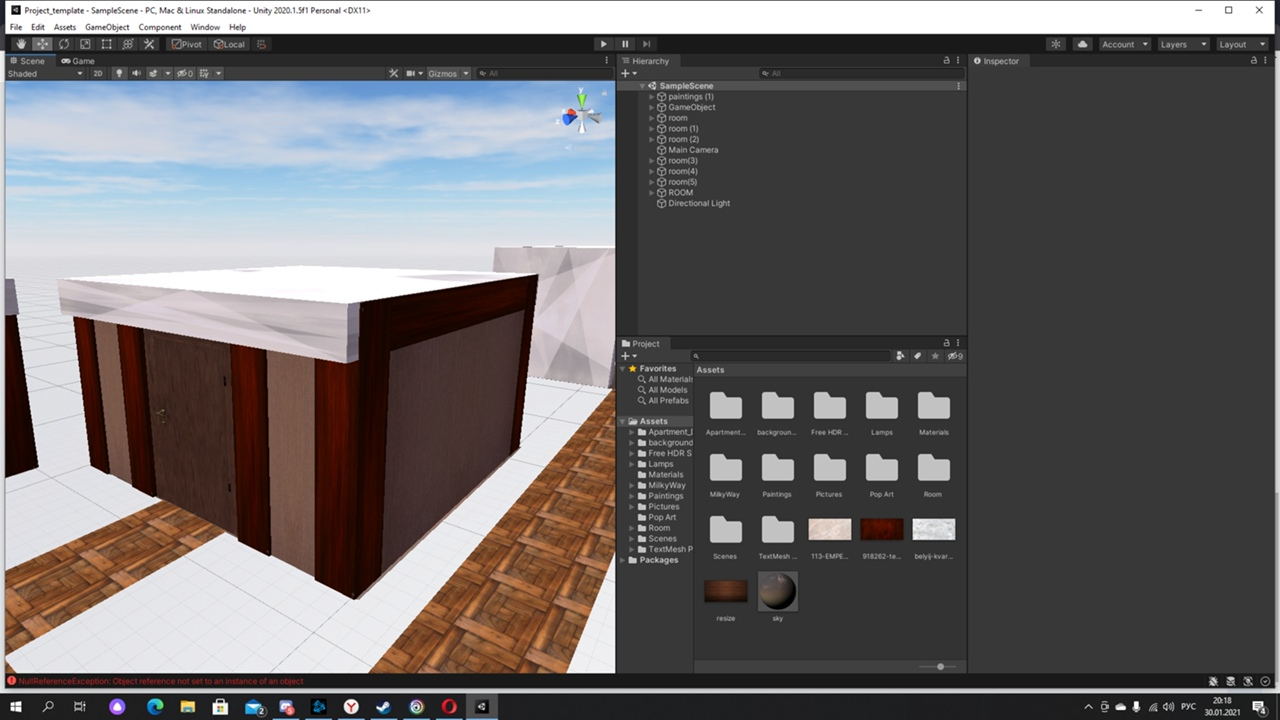 Project_template - SampleScene - PC, Mac & Linux Standalone - Unity 2020.1.5f1 Personal <DX11>
File Edit Assets GameObject Component Window Help
Pivot Local Account Layers Layout
Scene Game
Shaded 2D 0 Gizmos All
Hierarchy
All
SampleScene
paintings (1)
GameObject
room
room (1)
room (2)
Main Camera
room(3)
room(4)
room(5)
ROOM
Directional Light
Inspector
Project
9
Favorites
All Materials
All Models
All Prefabs
Assets
Apartment_
background
Free HDR S
Lamps
Materials
MilkyWay
Paintings
Pictures
Pop Art
Room
Scenes
TextMesh P
Packages
Assets
Apartment... backgroun... Free HDR ... Lamps Materials
MilkyWay Paintings Pictures Pop Art Room
Scenes TextMesh ... 113-EMPE... 918262-te... belyij-kvar...
resize sky
NullReferenceException: Object reference not set to an instance of an object
РУС
20:18
30.01.2021
4